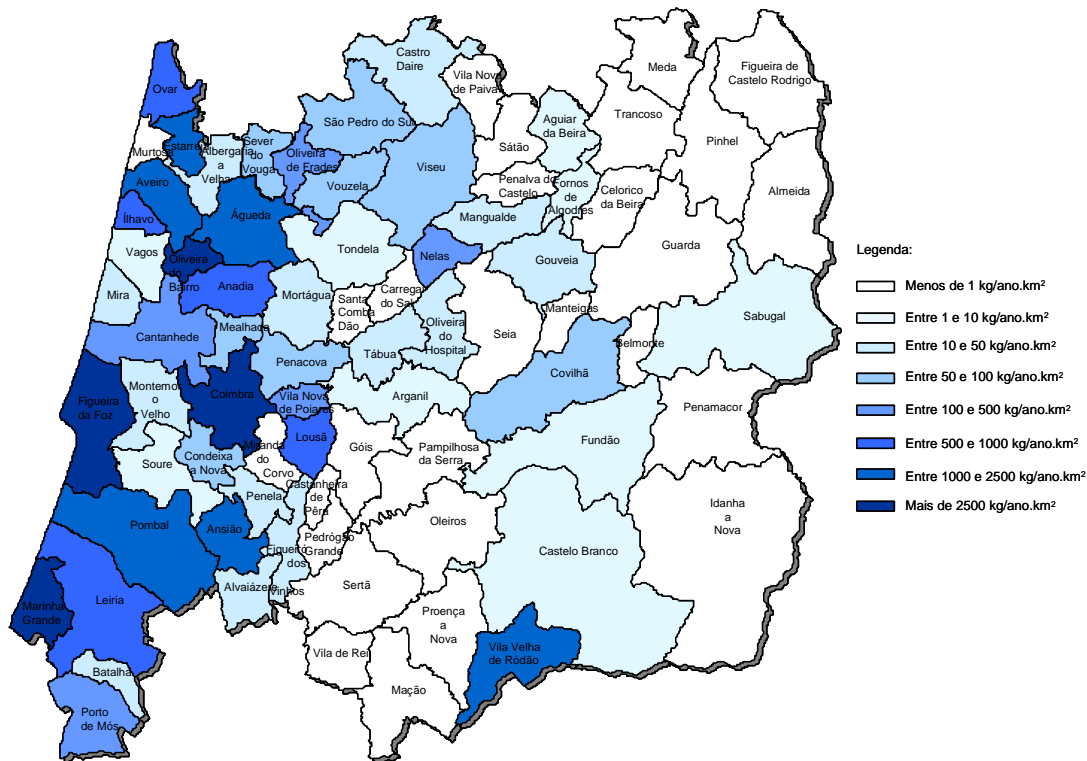 Castro
Daire
Vila Nova
de Paiva
Meda
Figueira de
Castelo Rodrigo
Ovar
São Pedro do Sul
Aguiar
da Beira
Trancoso
Pinhel
Murtosa
Estarreja
Albergaria
a
Velha
Sever
do
Vouga
Oliveira
de Frades
Viseu
Sátão
Aveiro
Vouzela
Penalva do
Castelo
Fornos
de
Algodres
Celorico
da Beira
Almeida
Ílhavo
Águeda
Mangualde
Guarda
Vagos
Oliveira
do
Bairro
Tondela
Nelas
Gouveia
Mira
Anadia
Mortágua
Santa
Comba
Dão
Carregal
do Sal
Manteigas
Sabugal
Cantanhede
Mealhada
Oliveira
do
Hospital
Seia
Belmonte
Penacova
Tábua
Covilhã
Figueira
da Foz
Montemor
o
Velho
Coimbra
Vila Nova
de Poiares
Arganil
Penamacor
Soure
Condeixa
a Nova
Miranda
do
Corvo
Lousã
Góis
Pampilhosa
da Serra
Fundão
Penela
Castanheira
de
Pêra
Idanha
a
Nova
Pombal
Ansião
Pedrógão
Grande
Oleiros
Castelo Branco
Figueiró
dos
Vinhos
Alvaiázere
Sertã
Marinha
Grande
Leiria
Proença
a
Nova
Vila de Rei
Vila Velha
de Ródão
Batalha
Mação
Porto
de Mós
Legenda:
Menos de 1 kg/ano.km²
Entre 1 e 10 kg/ano.km²
Entre 10 e 50 kg/ano.km²
Entre 50 e 100 kg/ano.km²
Entre 100 e 500 kg/ano.km²
Entre 500 e 1000 kg/ano.km²
Entre 1000 e 2500 kg/ano.km²
Mais de 2500 kg/ano.km²